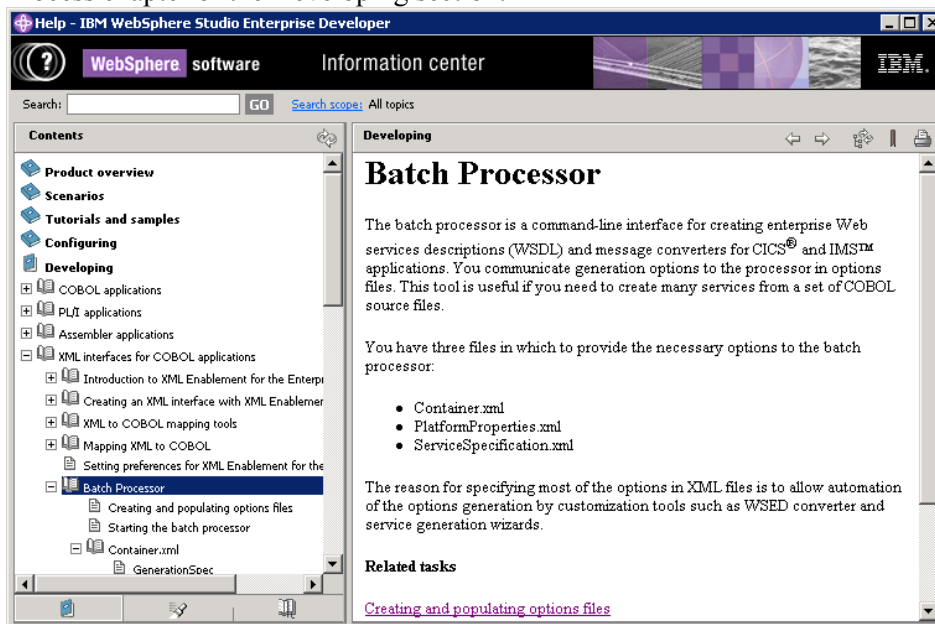 Help - IBM WebSphere Studio Enterprise Developer
WebSphere software Information center IBM.
Search: GO Search scope: All topics
Contents
Product overview
Scenarios
Tutorials and samples
Configuring
Developing
COBOL applications
PL/I applications
Assembler applications
XML interfaces for COBOL applications
Introduction to XML Enablement for the Enterpr
Creating an XML interface with XML Enablemer
XML to COBOL mapping tools
Mapping XML to COBOL
Setting preferences for XML Enablement for the
Batch Processor
Creating and populating options files
Starting the batch processor
Container.xml
GenerationSpec
Developing
Batch Processor
The batch processor is a command-line interface for creating enterprise Web
services descriptions (WSDL) and message converters for CICS® and IMS™
applications. You communicate generation options to the processor in options
files. This tool is useful if you need to create many services from a set of COBOL
source files.
You have three files in which to provide the necessary options to the batch
processor:
• Container.xml
• PlatformProperties.xml
• ServiceSpecification.xml
The reason for specifying most of the options in XML files is to allow automation
of the options generation by customization tools such as WSED converter and
service generation wizards.
Related tasks
Creating and populating options files